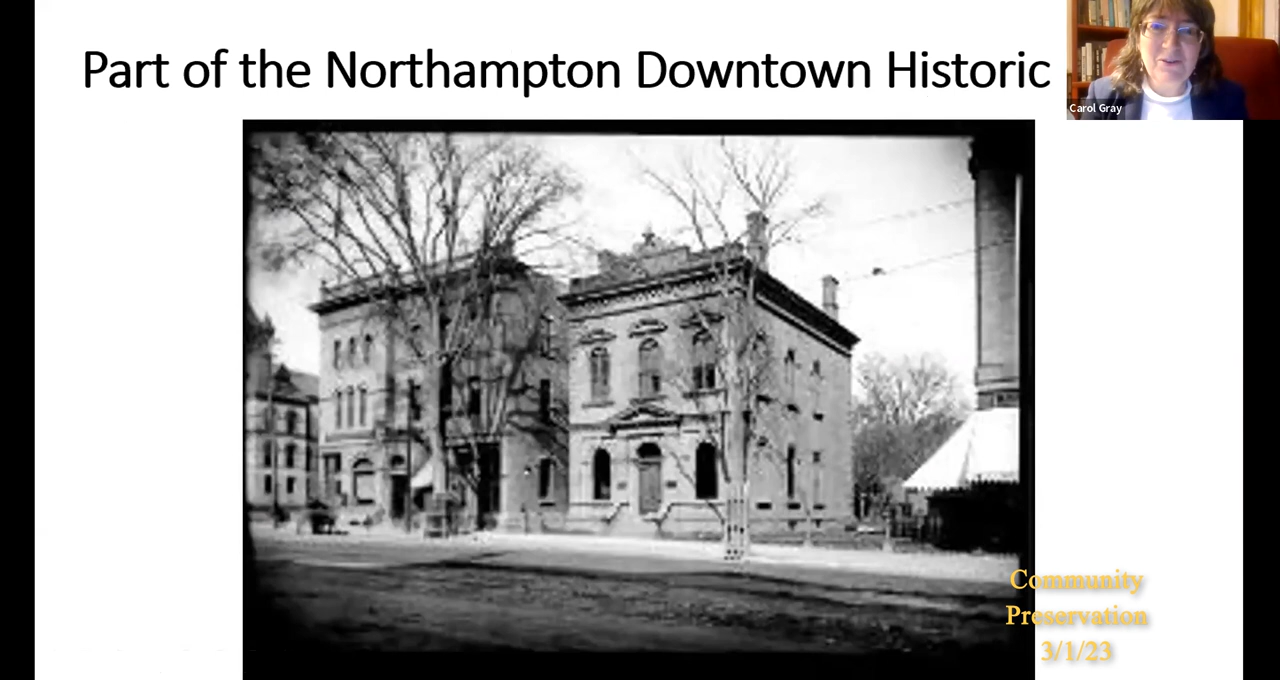 Part of the Northampton Downtown Historic
Carol Gray
Community
Preservation
3/1/23